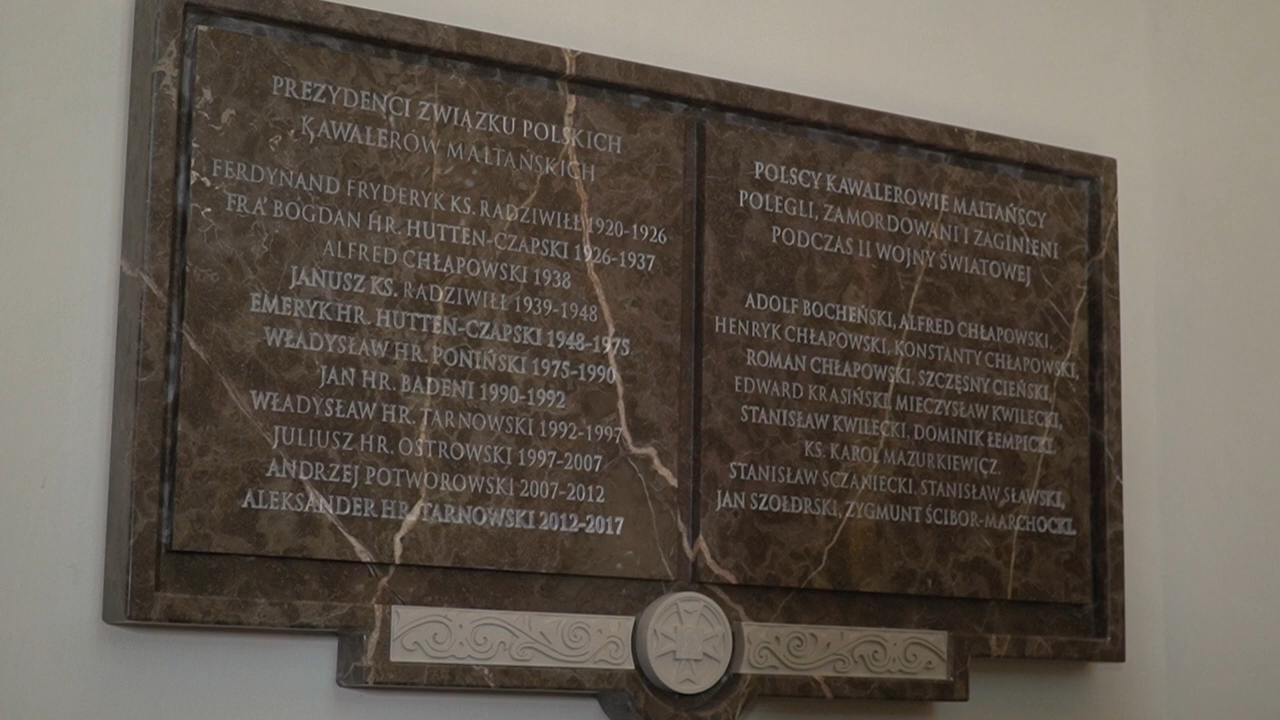 PREZYDENCI ZWIĄZKU POLSKICH
KAWALERÓW MALTAŃSKICH
FERDYNAND FRYDERYK KS. RADZIWIŁŁ 1920-1926
FRA' BOGDAN HR. HUTTEN-CZAPSKI 1926-1937
ALFRED CHŁAPOWSKI 1938
JANUSZ KS. RADZIWIŁŁ 1939-1948
EMERYK HR. HUTTEN-CZAPSKI 1948-1975
WŁADYSŁAW HR. PONIŃSKI 1975-1990
JAN HR. BADENI 1990-1992
WŁADYSŁAW HR. TARNOWSKI 1992-1997
JULIUSZ HR. OSTROWSKI 1997-2007
ANDRZEJ POTWOROWSKI 2007-2012
ALEKSANDER HR. TARNOWSKI 2012-2017
POLSCY KAWALEROWIE MALTAŃSCY
POLEGLI, ZAMORDOWANI I ZAGINIENI
PODCZAS II WOJNY ŚWIATOWEJ
ADOLF BOCHEŃSKI, ALFRED CHŁAPOWSKI,
HENRYK CHŁAPOWSKI, KONSTANTY CHŁAPOWSKI,
ROMAN CHŁAPOWSKI, SZCZĘSNY CIEŃSKI,
EDWARD KRASIŃSKI, MIECZYSŁAW KWILECKI,
STANISŁAW KWILECKI, DOMINIK ŁEMPICKI,
KS. KAROL MAZURKIEWICZ,
STANISŁAW SCZANIECKI, STANISŁAW SŁAWSKI,
JAN SZOŁDRSKI, ZYGMUNT ŚCIBOR-MARCHOCKI.